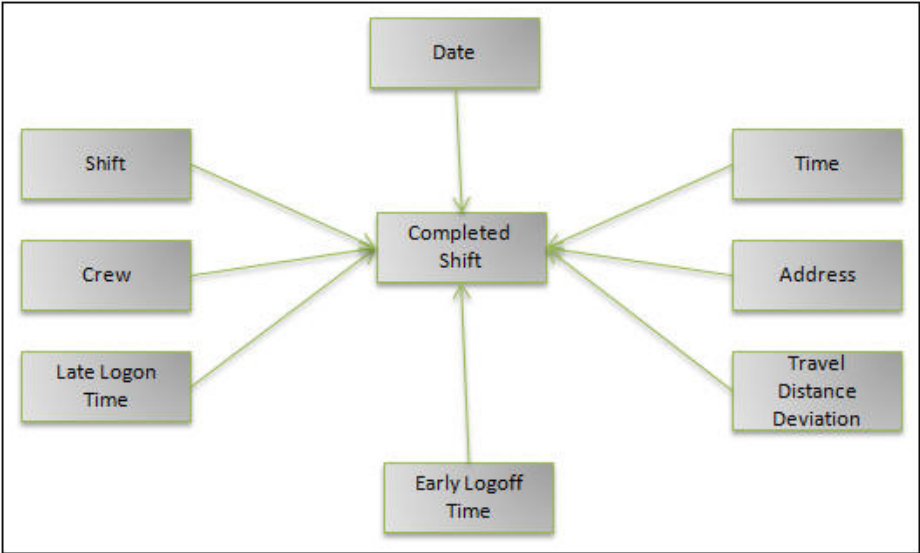 Date
Shift
Time
Completed
Shift
Crew
Address
Late Logon
Time
Travel
Distance
Deviation
Early Logoff
Time